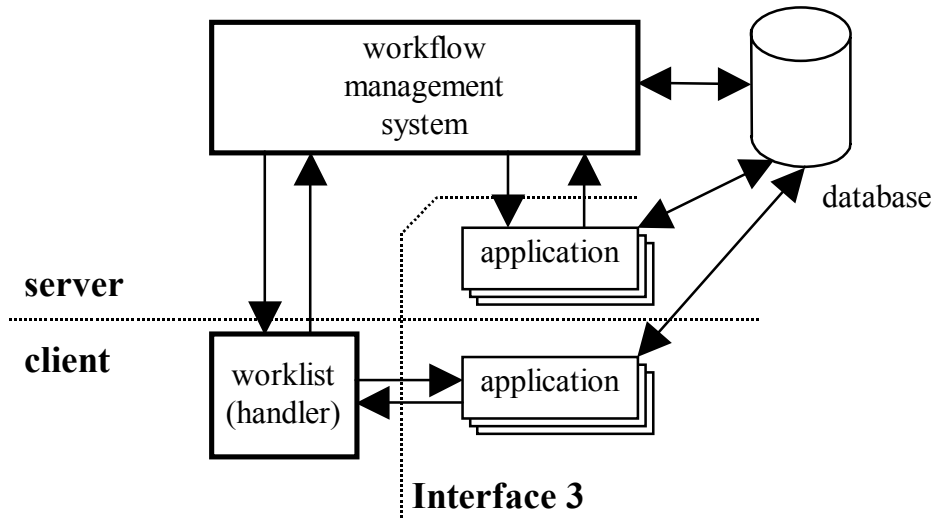 workflow
management
system
database
application
server
client
worklist
(handler)
application
Interface 3